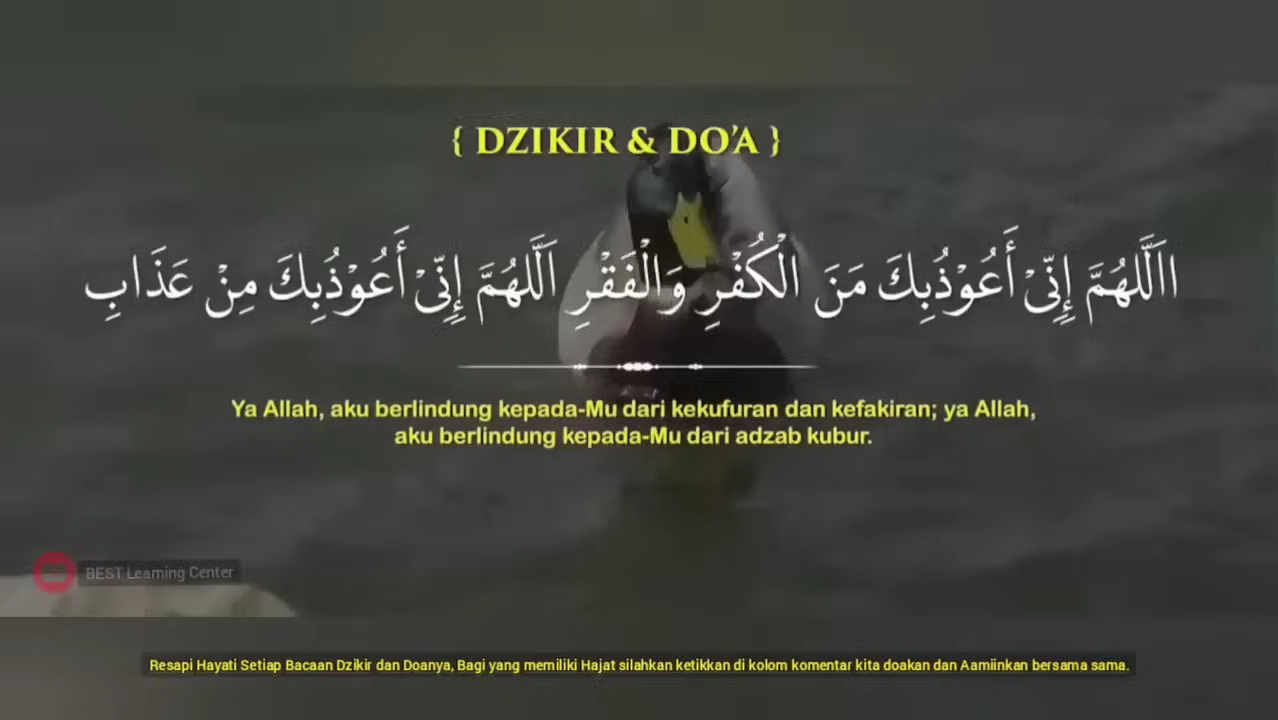 { DZIKIR & DO’A }
ااَللّٰهُمَّ إِنِّيْ أَعُوْذُبِكَ مَنَ الْكُفْرِ وَالْفَقْرِ اَللّٰهُمَّ إِنِّيْ أَعُوْذُبِكَ مِنْ عَذَابِ
Ya Allah, aku berlindung kepada-Mu dari kekufuran dan kefakiran; ya Allah,
aku berlindung kepada-Mu dari adzab kubur.
BEST Learning Center
Resapi Hayati Setiap Bacaan Dzikir dan Doanya, Bagi yang memiliki Hajat silahkan ketikkan di kolom komentar kita doakan dan Aamiinkan bersama sama.